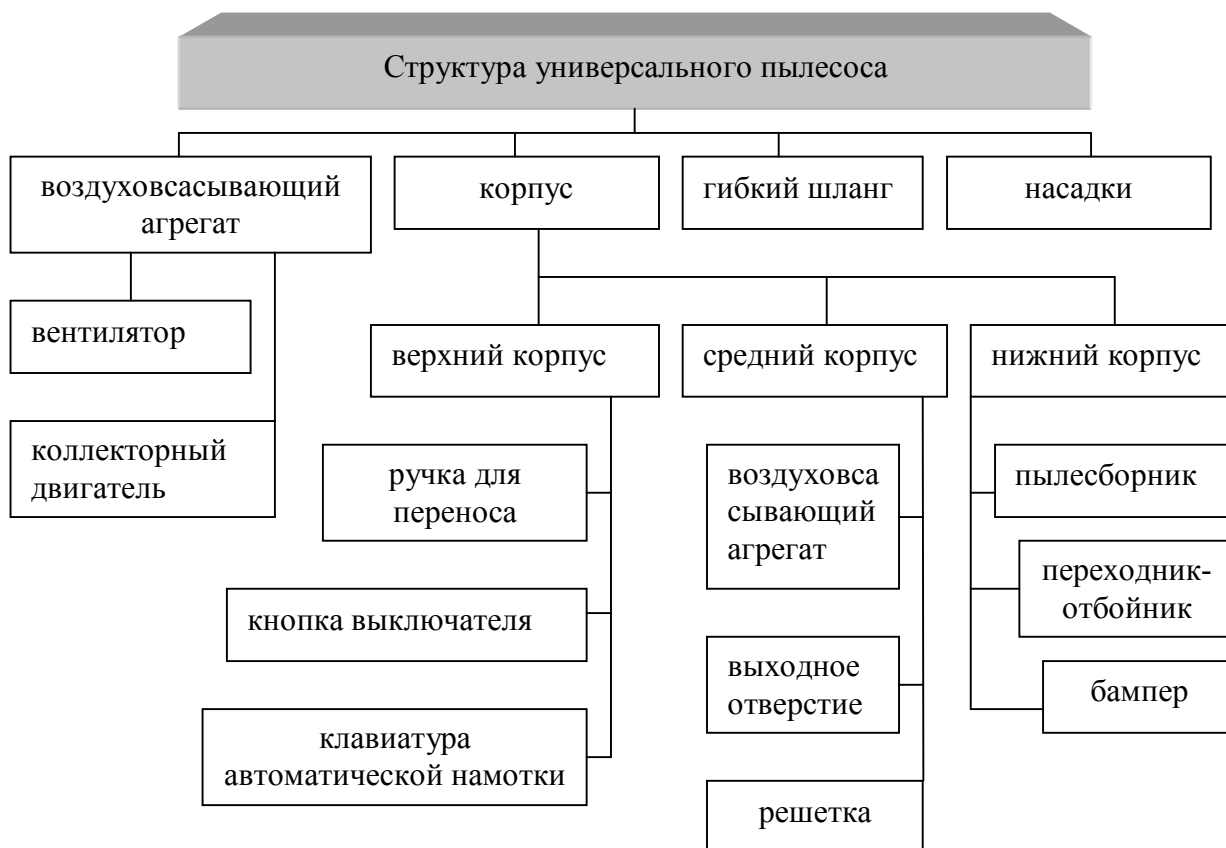 Структура универсального пылесоса
воздуховсасывающий
агрегат
корпус
гибкий шланг
насадки
вентилятор
верхний корпус
средний корпус
нижний корпус
коллекторный
двигатель
ручка для
переноса
воздуховса
сывающий
агрегат
пылесборник
переходник-
отбойник
кнопка выключателя
выходное
отверстие
бампер
клавиатура
автоматической намотки
решетка